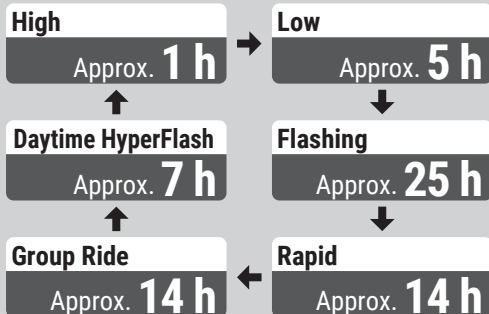 High
Approx. 1 h
Low
Approx. 5 h
Daytime HyperFlash
Approx. 7 h
Flashing
Approx. 25 h
Group Ride
Approx. 14 h
Rapid
Approx. 14 h